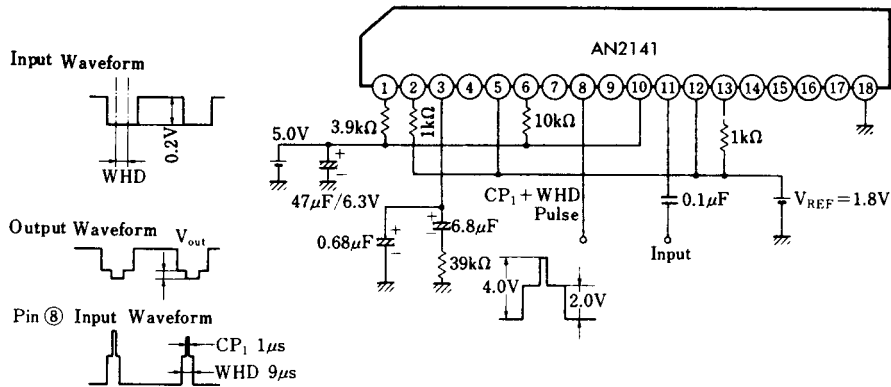 AN2141
① ② ③ ④ ⑤ ⑥ ⑦ ⑧ ⑨ ⑩ ⑪ ⑫ ⑬ ⑭ ⑮ ⑯ ⑰ ⑱
Input Waveform
0.2V
WHD
5.0V
3.9kΩ
1kΩ
10kΩ
1kΩ
+
−
47μF/6.3V
CP₁+WHD
Pulse
0.1μF
V_REF=1.8V
Output Waveform
V_out
+
−
0.68μF
+
−
6.8μF
39kΩ
Input
4.0V
2.0V
Pin ⑧ Input Waveform
CP₁ 1μs
WHD 9μs